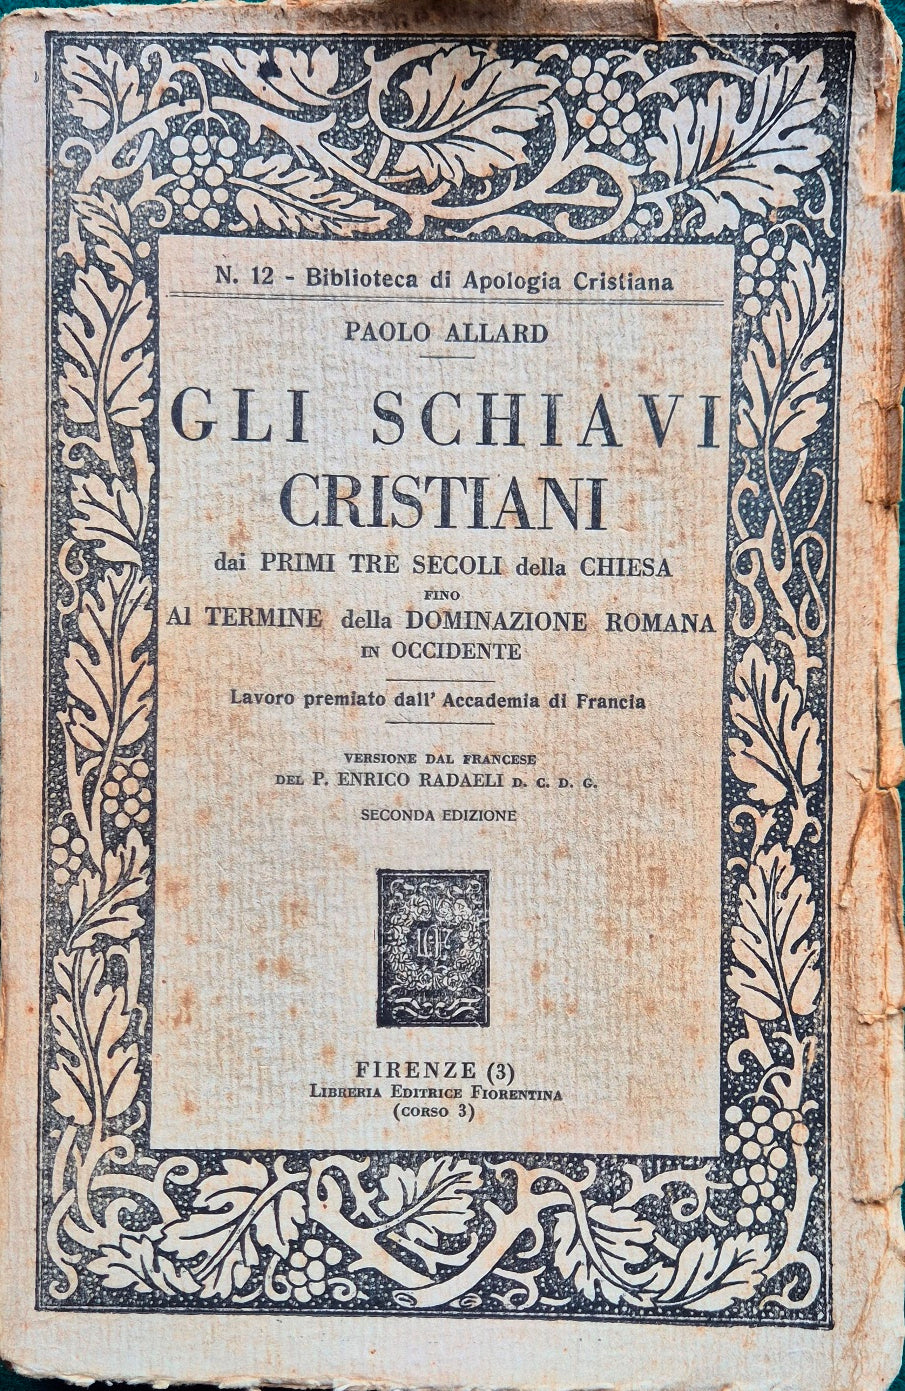 N. 12 - Biblioteca di Apologia Cristiana
PAOLO ALLARD
GLI SCHIAVI
CRISTIANI
dai PRIMI TRE SECOLI della CHIESA
FINO
Al TERMINE della DOMINAZIONE ROMANA
IN OCCIDENTE
Lavoro premiato dall' Accademia di Francia
VERSIONE DAL FRANCESE
DEL P. ENRICO RADAELI D. C. D. G.
SECONDA EDIZIONE
FIRENZE (3)
LIBRERIA EDITRICE FIORENTINA
(CORSO 3)